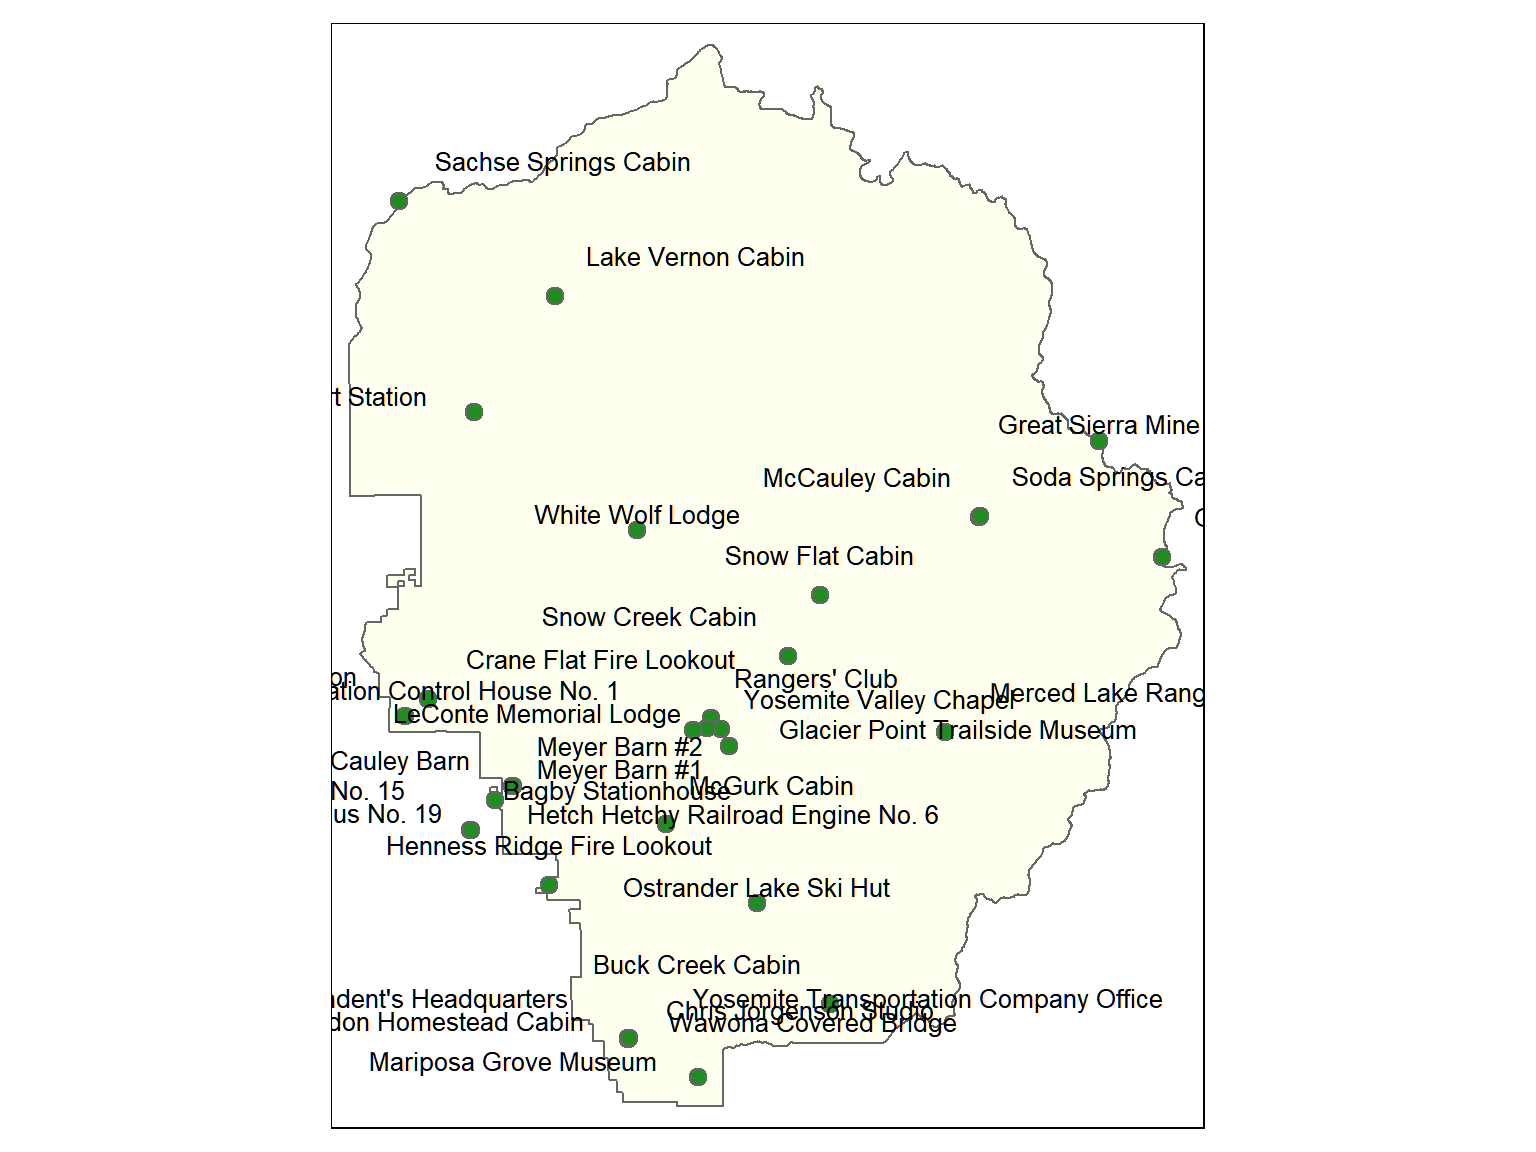 Sachse Springs Cabin
Lake Vernon Cabin
t Station
Great Sierra Mine
McCauley Cabin
Soda Springs Ca
White Wolf Lodge
Snow Flat Cabin
Snow Creek Cabin
Crane Flat Fire Lookout
Rangers' Club
on
ation Control House No. 1
Yosemite Valley Chapel
Merced Lake Rang
LeConte Memorial Lodge
Glacier Point Trailside Museum
Meyer Barn #2
Cauley Barn
Meyer Barn #1
McGurk Cabin
No. 15
Bagby Stationhouse
us No. 19
Hetch Hetchy Railroad Engine No. 6
Henness Ridge Fire Lookout
Ostrander Lake Ski Hut
Buck Creek Cabin
ndent's Headquarters
Yosemite Transportation Company Office
Chris Jorgenson Studio
don Homestead Cabin
Wawona Covered Bridge
Mariposa Grove Museum